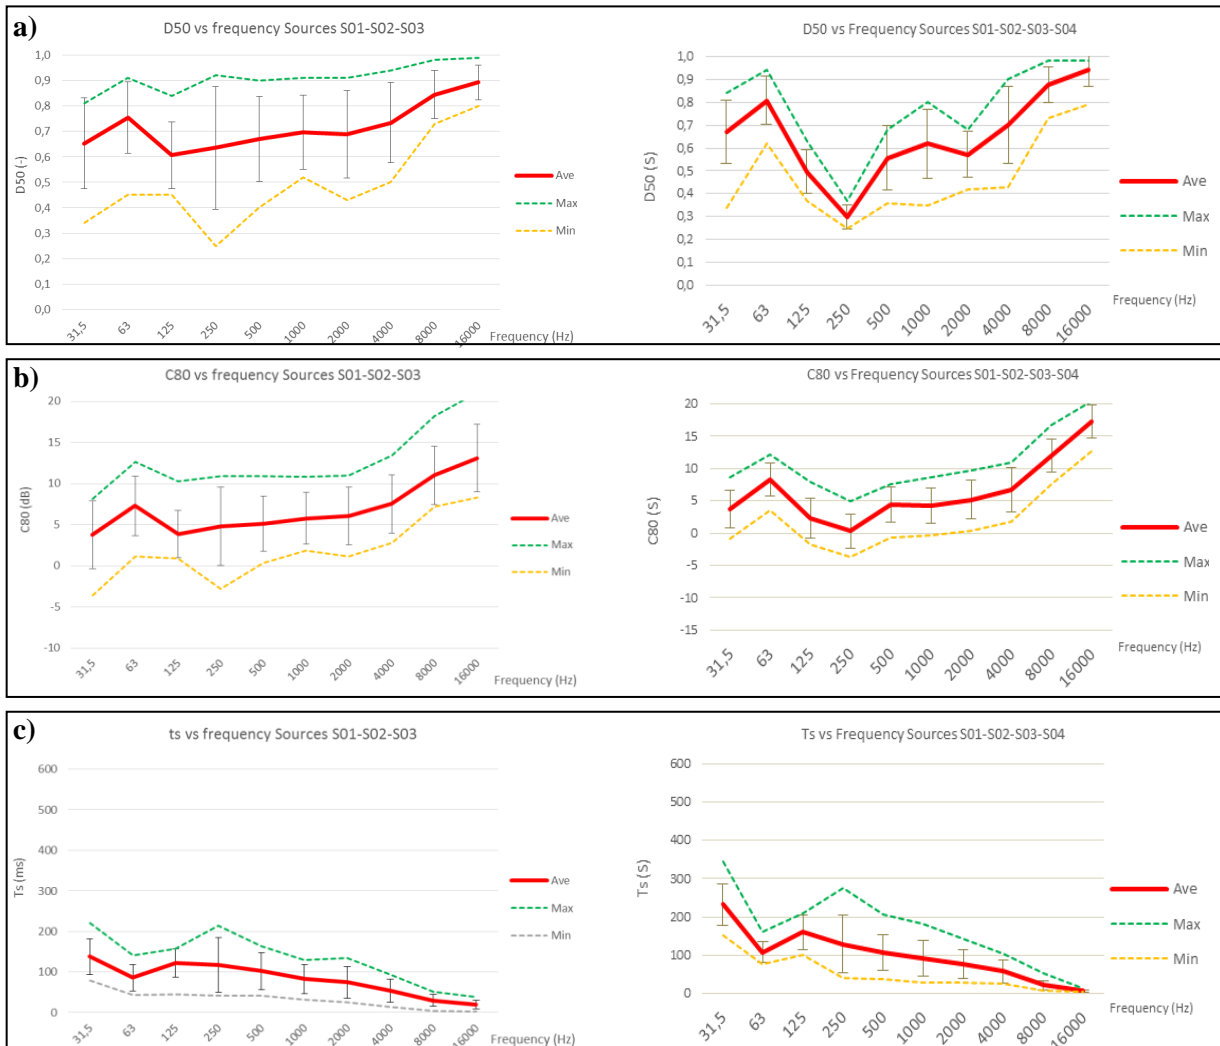 a)
D50 vs frequency Sources S01-S02-S03
1,0
0,9
0,8
0,7
0,6
0,5
0,4
0,3
0,2
0,1
0,0
D50 (-)
31,5
63
125
250
500
1000
2000
4000
8000
16000
Frequency (Hz)
Ave
Max
Min
D50 vs Frequency Sources S01-S02-S03-S04
1,0
0,9
0,8
0,7
0,6
0,5
0,4
0,3
0,2
0,1
0,0
D50 (S)
31,5
63
125
250
500
1000
2000
4000
8000
16000
Frequency (Hz)
Ave
Max
Min
b)
C80 vs frequency Sources S01-S02-S03
20
15
10
5
0
-5
-10
C80 (dB)
31,5
63
125
250
500
1000
2000
4000
8000
16000
Frequency (Hz)
Ave
Max
Min
C80 vs Frequency Sources S01-S02-S03-S04
20
15
10
5
0
-5
-10
-15
C80 (S)
31,5
63
125
250
500
1000
2000
4000
8000
16000
Frequency (Hz)
Ave
Max
Min
c)
ts vs frequency Sources S01-S02-S03
600
500
400
300
200
100
0
Ts (ms)
31,5
63
125
250
500
1000
2000
4000
8000
16000
Frequency (Hz)
Ave
Max
Min
Ts vs Frequency Sources S01-S02-S03-S04
600
500
400
300
200
100
0
Ts (S)
31,5
63
125
250
500
1000
2000
4000
8000
16000
Frequency (Hz)
Ave
Max
Min